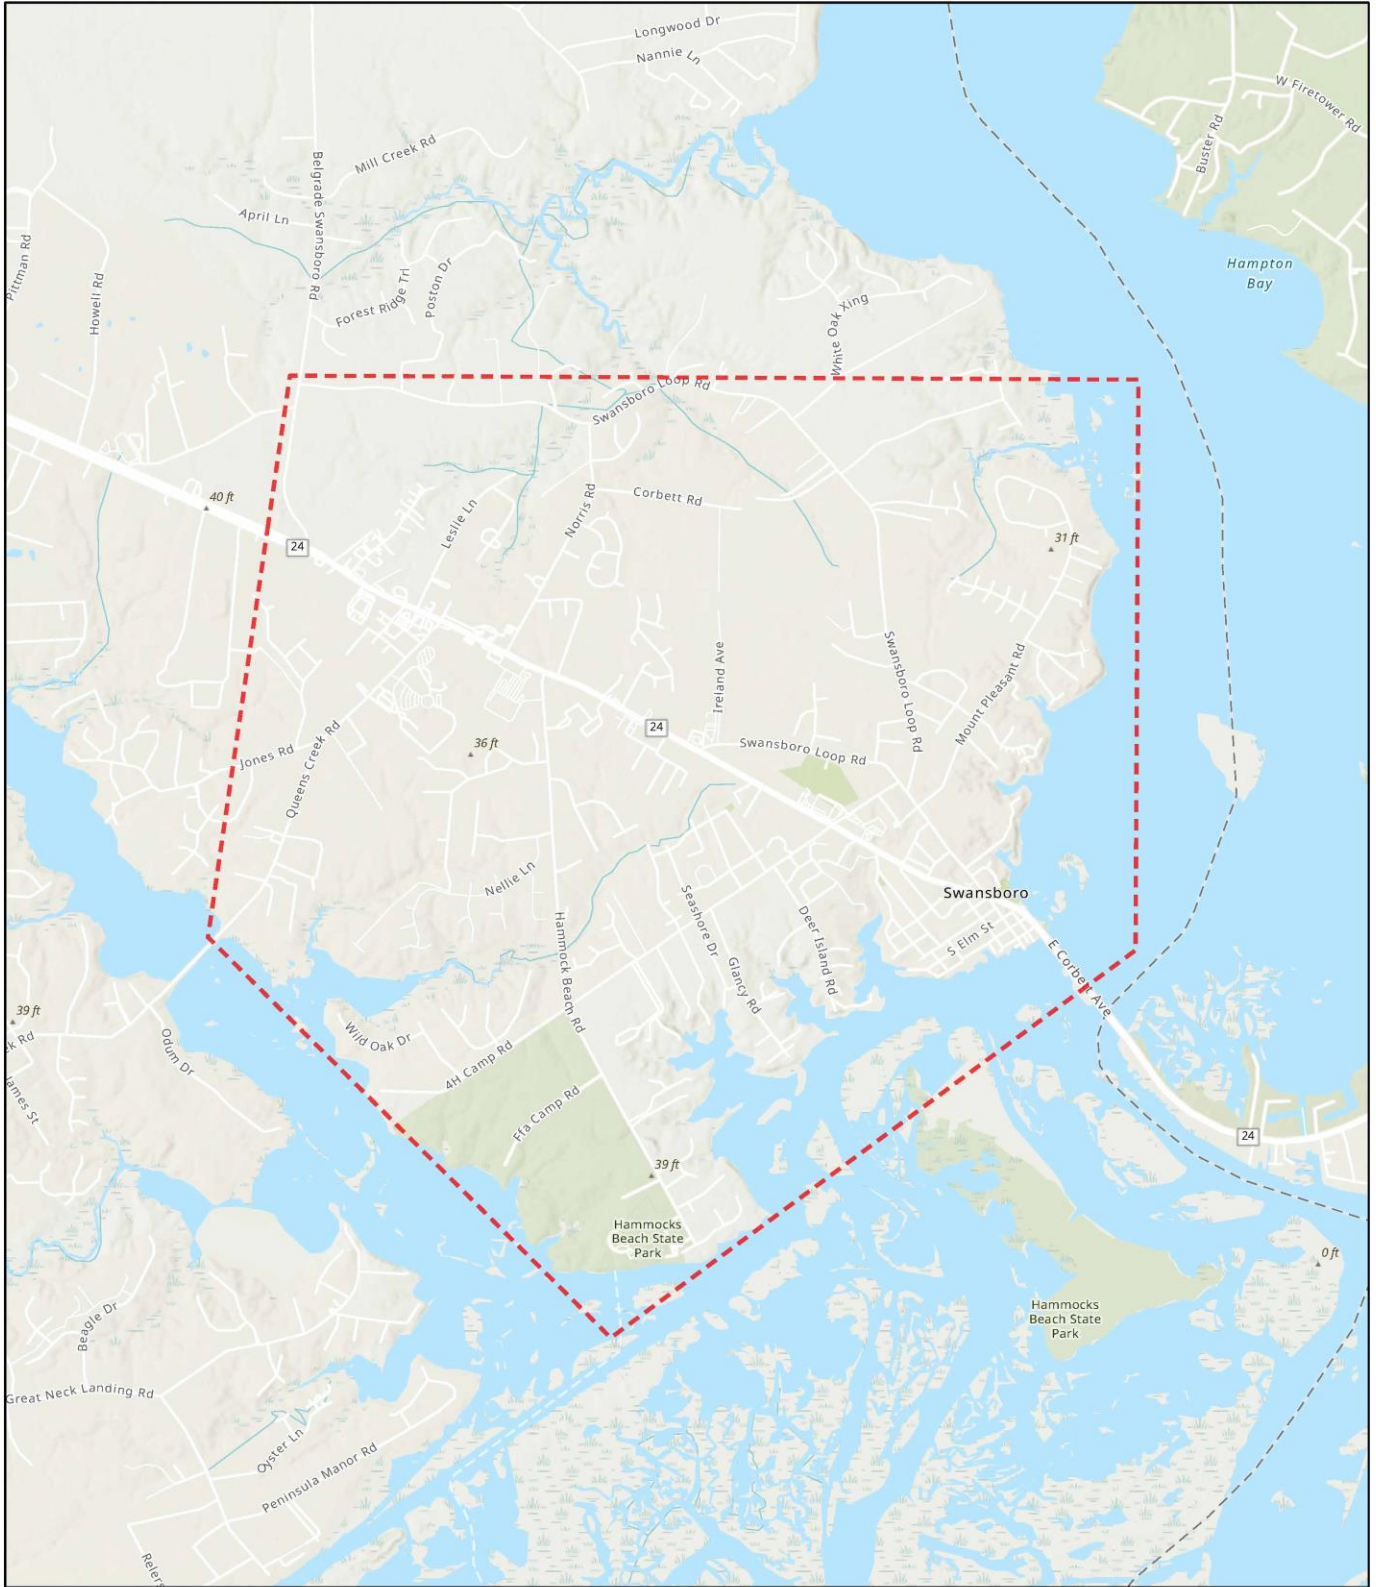 Longwood Dr
Nannie Ln
W Firetower Rd
Buster Rd
Mill Creek Rd
Belgrade Swansboro Rd
April Ln
Pittman Rd
Howell Rd
Forest Ridge Trl
Poston Dr
Hampton
Bay
White Oak Xing
Swansboro Loop Rd
40 ft
Corbett Rd
Leslie Ln
Norris Rd
24
31 ft
Ireland Ave
Swansboro Loop Rd
Mount Pleasant Rd
24
36 ft
Jones Rd
Queens Creek Rd
Swansboro Loop Rd
Nellie Ln
Seashore Dr
Deer Island Rd
Swansboro
S Elm St
E Corbett Ave
Hammock Beach Rd
Glancy Rd
39 ft
ek Rd
James St
Odum Dr
Wild Oak Dr
4H Camp Rd
Ffa Camp Rd
24
39 ft
Hammocks
Beach State
Park
0 ft
Hammocks
Beach State
Park
Beagle Dr
Great Neck Landing Rd
Oyster Ln
Peninsula Manor Rd
Relers